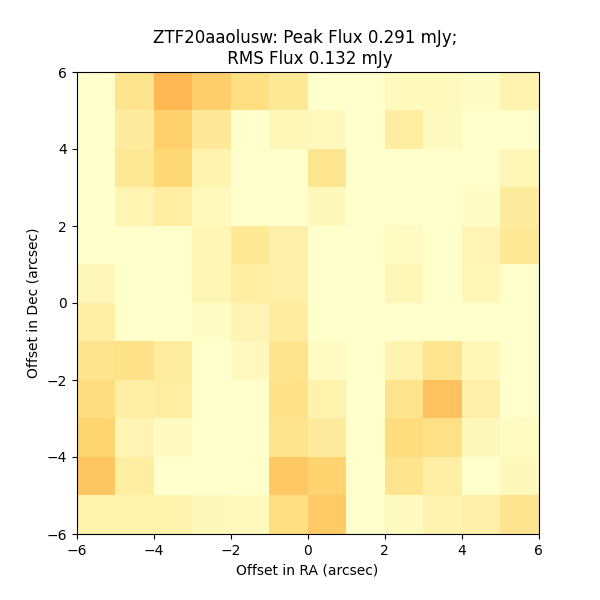 ZTF20aaolusw: Peak Flux 0.291 mJy;
RMS Flux 0.132 mJy
6
4
2
0
−2
−4
−6
Offset in Dec (arcsec)
−6 −4 −2 0 2 4 6
Offset in RA (arcsec)